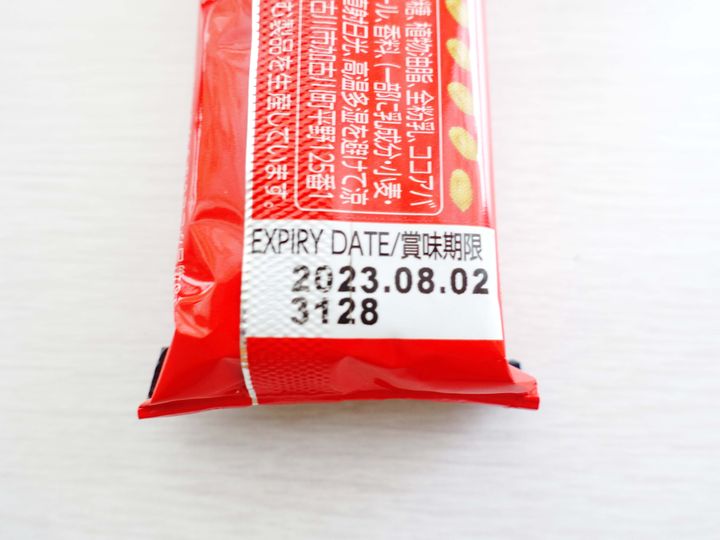 糖、植物油脂、全粉乳、ココアバ
ール、香料、(一部に乳成分・小麦・
直射日光、高温多湿を避けて涼
古川市加古川町平野125番1
む製品を生産しています。
EXPIRY DATE/賞味期限
2023.08.02
3128